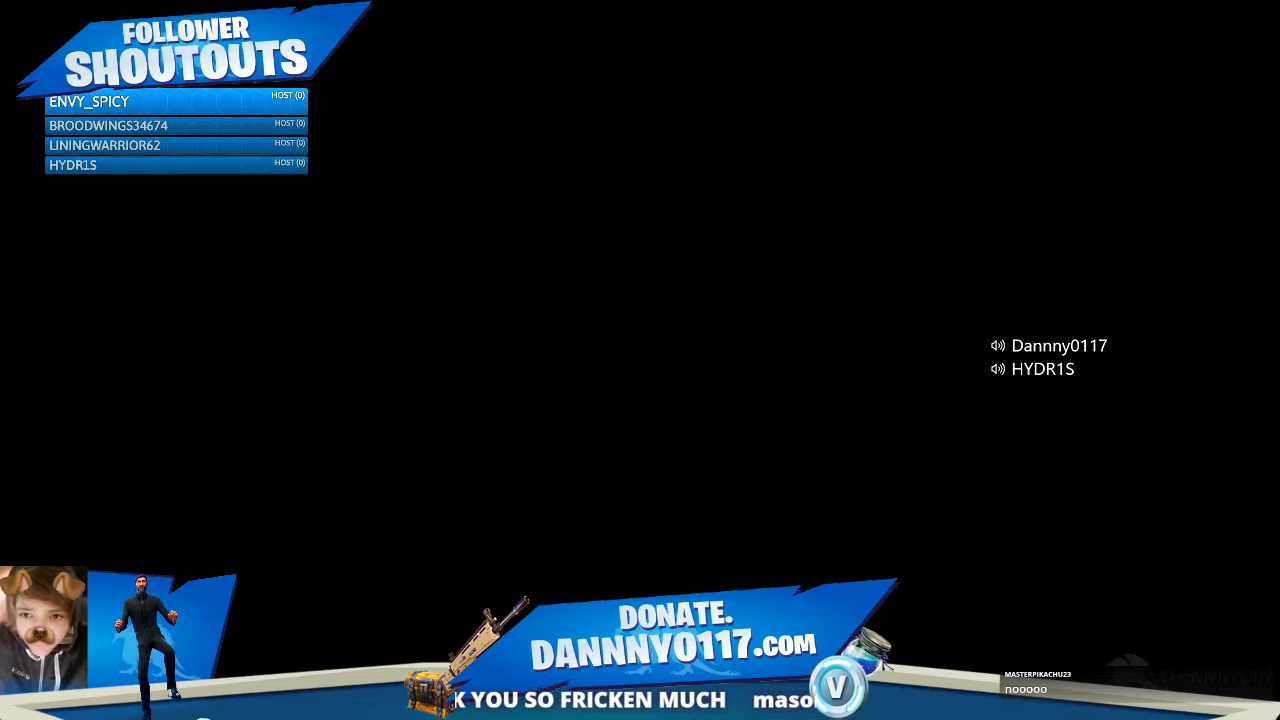 FOLLOWER
SHOUTOUTS
ENVY_SPICY HOST (0)
BROODWINGS34674 HOST (0)
LININGWARRIOR62 HOST (0)
HYDR1S HOST (0)
Dannny0117
HYDR1S
DONATE.
DANNNY0117.COM
K YOU SO FRICKEN MUCH maso
V
MASTERPIKACHU23
nooooo